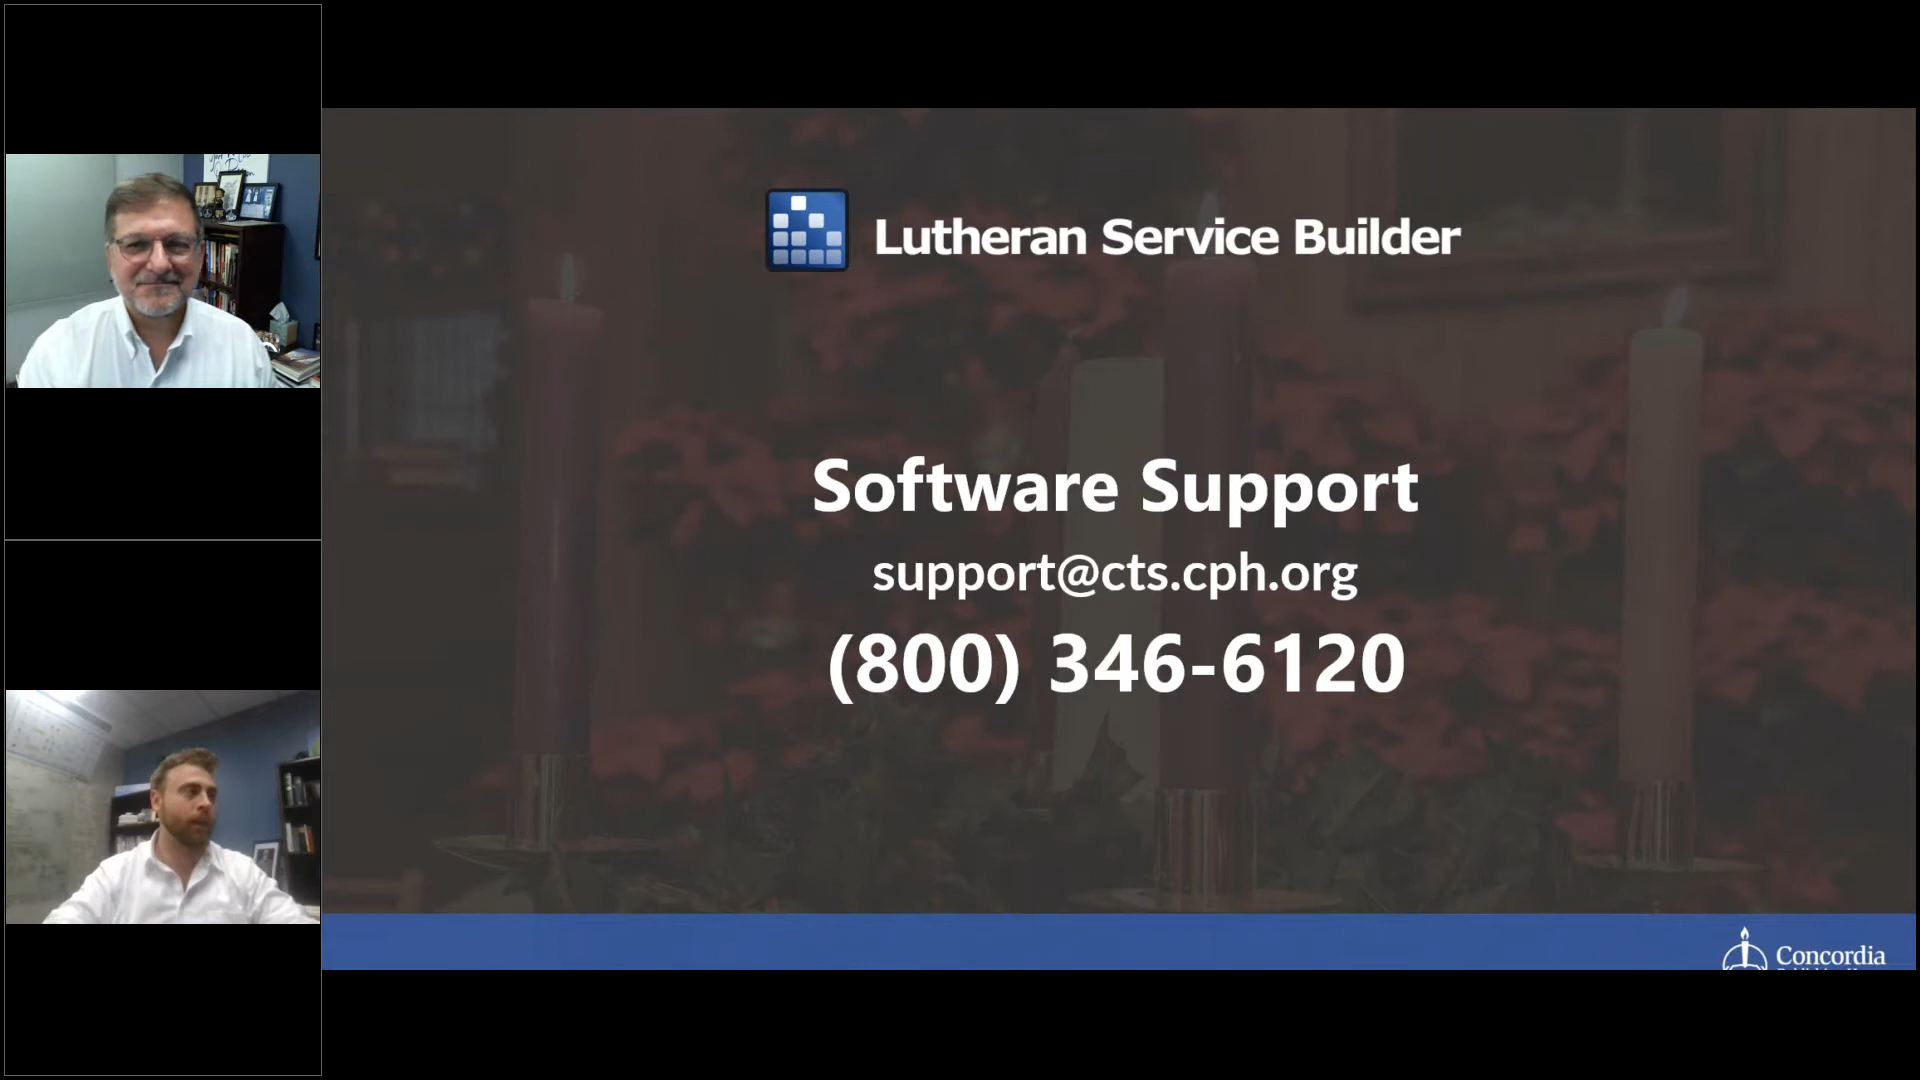 Lutheran Service Builder
Software Support
support@cts.cph.org
(800) 346-6120
Concordia